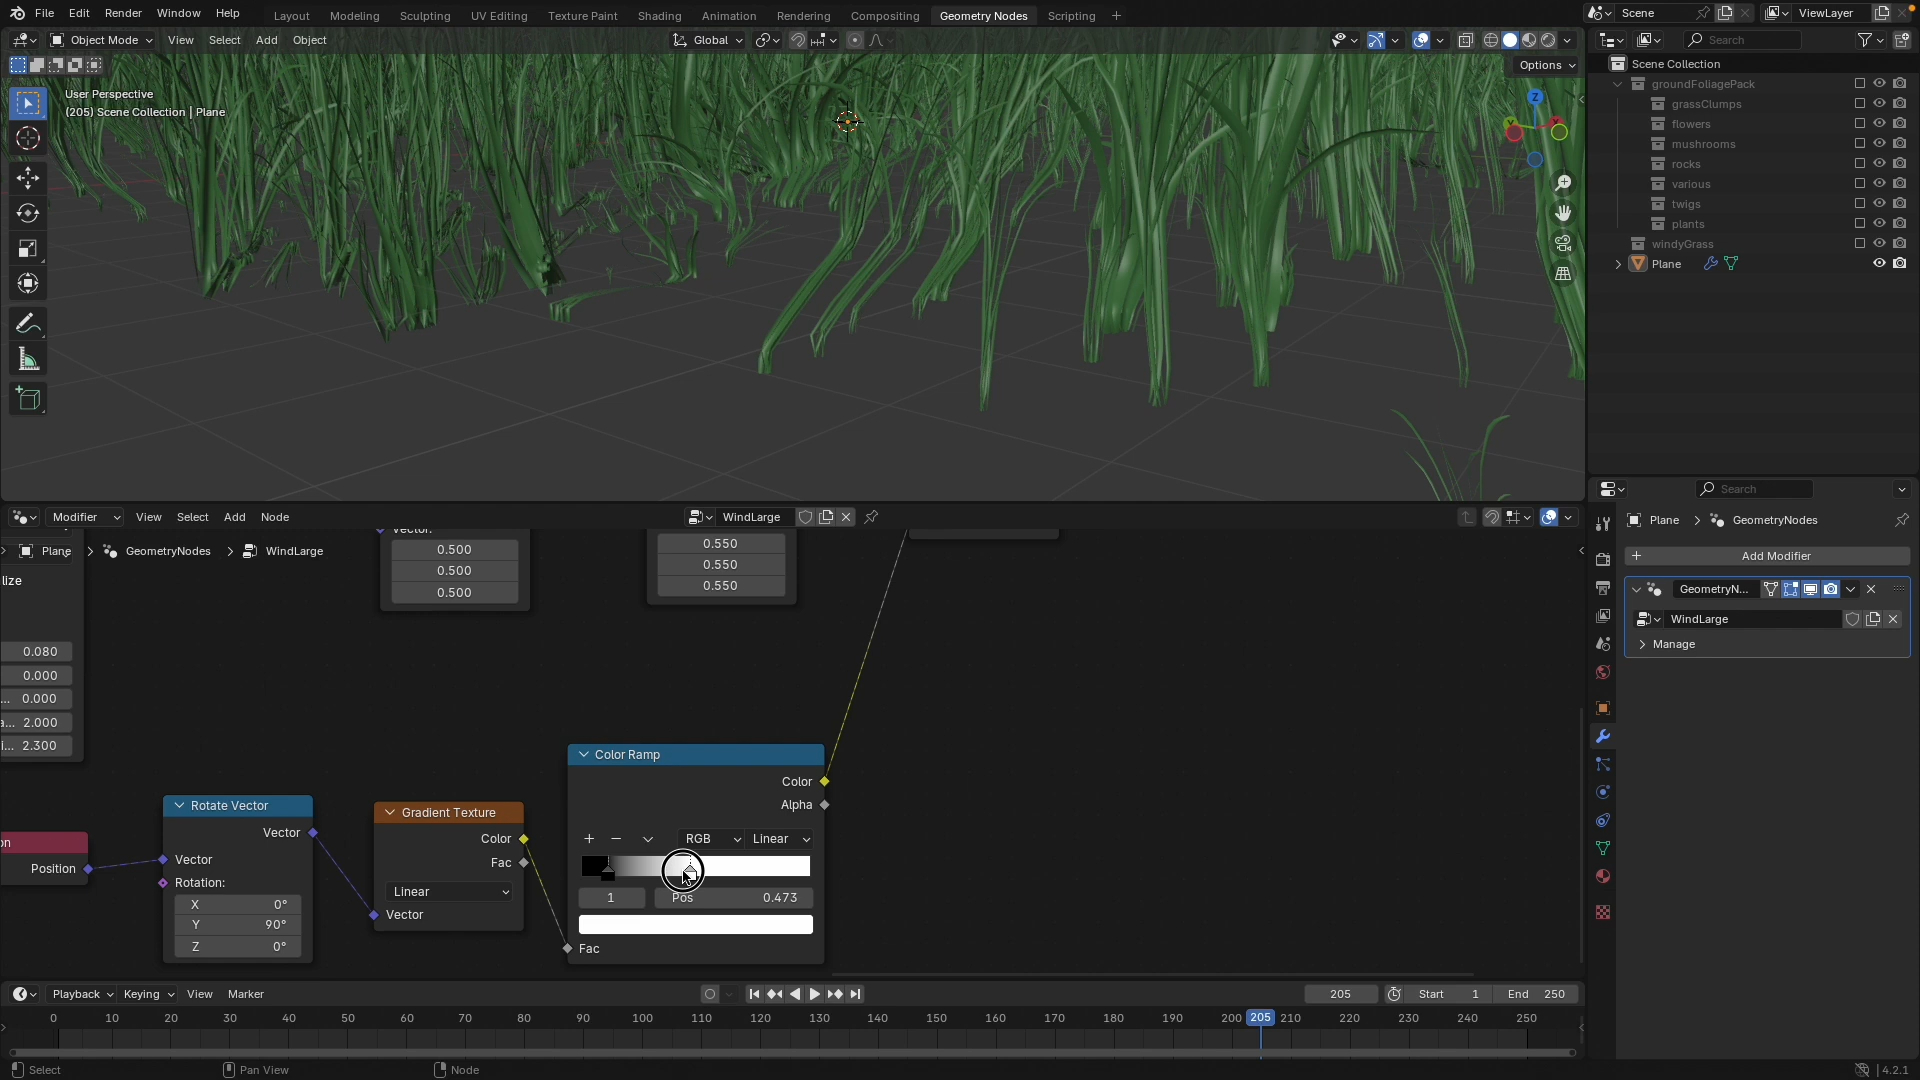 File Edit Render Window Help Layout Modeling Sculpting UV Editing Texture Paint Shading Animation Rendering Compositing Geometry Nodes Scripting Scene ViewLayer
Object Mode View Select Add Object Global Search
Options
User Perspective
(205) Scene Collection | Plane
Z
Y
Scene Collection
groundFoliagePack
grassClumps
flowers
mushrooms
rocks
various
twigs
plants
windyGrass
Plane
Modifier View Select Add Node WindLarge
Plane GeometryNodes WindLarge
Vector:
0.500
0.500
0.500
0.550
0.550
0.550
lize
0.080
0.000
... 0.000
a... 2.000
i... 2.300
on
Position
Rotate Vector
Vector
Vector
Rotation:
X 0°
Y 90°
Z 0°
Gradient Texture
Color
Fac
Linear
Vector
Color Ramp
Color
Alpha
RGB Linear
1 Pos 0.473
Fac
Search
Plane GeometryNodes
Add Modifier
GeometryN...
WindLarge
Manage
Playback Keying View Marker 205 Start 1 End 250
0 10 20 30 40 50 60 70 80 90 100 110 120 130 140 150 160 170 180 190 200 205 210 220 230 240 250
Select Pan View Node 4.2.1